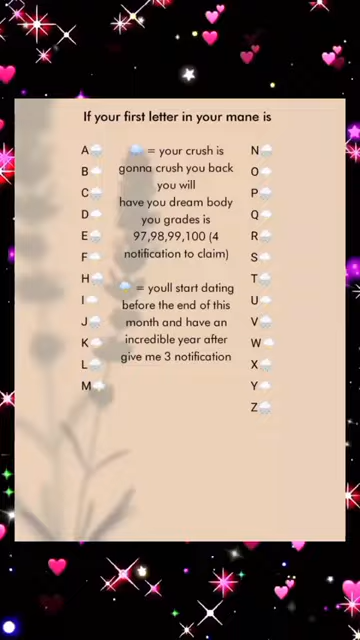 If your first letter in your mane is
A🌧️
B🌧️
C🌧️
D🌧️
E🌧️
F🌧️
H🌧️
I☁️
J🌧️
K🌧️
L🌧️
M🌧️
🌧️ = your crush is
gonna crush you back
you will
have you dream body
you grades is
97,98,99,100 (4
notification to claim)
🌧️ = youll start dating
before the end of this
month and have an
incredible year after
give me 3 notification
N🌧️
O🌧️
P🌧️
Q🌧️
R🌧️
S🌧️
T🌧️
U🌧️
V🌧️
W🌧️
X🌧️
Y🌧️
Z🌧️